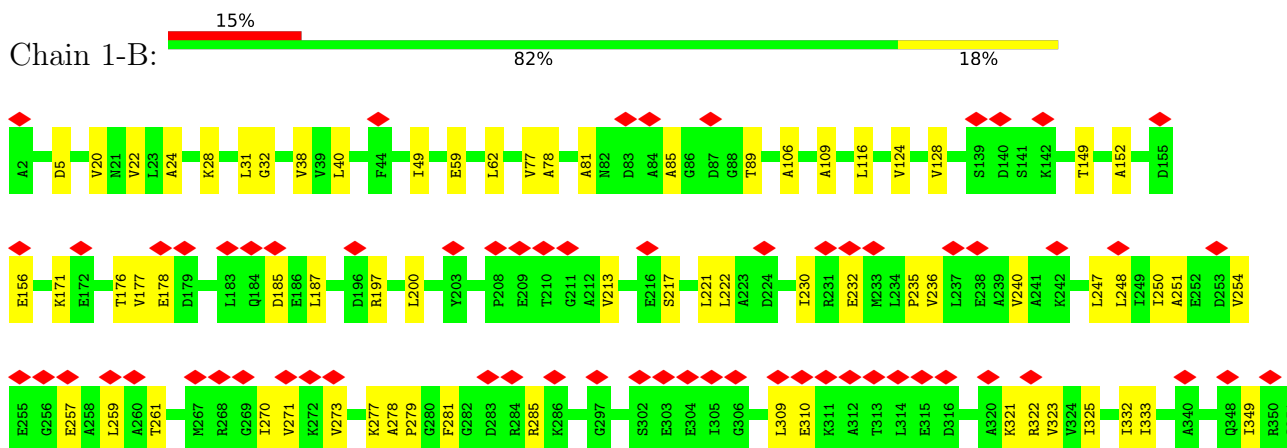 15%
Chain 1-B:
82% 18%
A2 D5 V20 N21 V22 L23 A24 K28 L31 G32 V38 V39 L40 F44 I49 E59 L62 V77 A78 A81 N82 D83 A84 A85 G86 D87 G88 T89 A106 A109 L116 V124 V128 S139 D140 S141 K142 T149 A152 D155
E156 K171 E172 T176 V177 E178 D179 L183 Q184 D185 E186 L187 D196 R197 L200 Y203 P208 E209 T210 G211 A212 V213 E216 S217 L221 L222 A223 D224 I230 R231 E232 M233 L234 P235 V236 L237 E238 A239 V240 A241 K242 L247 L248 I249 I250 A251 E252 D253 V254
E255 G256 E257 A258 L259 A260 T261 M267 R268 G269 I270 V271 K272 V273 K277 A278 P279 G280 F281 G282 D283 R284 R285 K286 G297 S302 E303 E304 I305 G306 L309 E310 K311 A312 T313 L314 E315 D316 A320 K321 R322 V323 V324 I325 I332 I333 A340 Q348 I349 R350